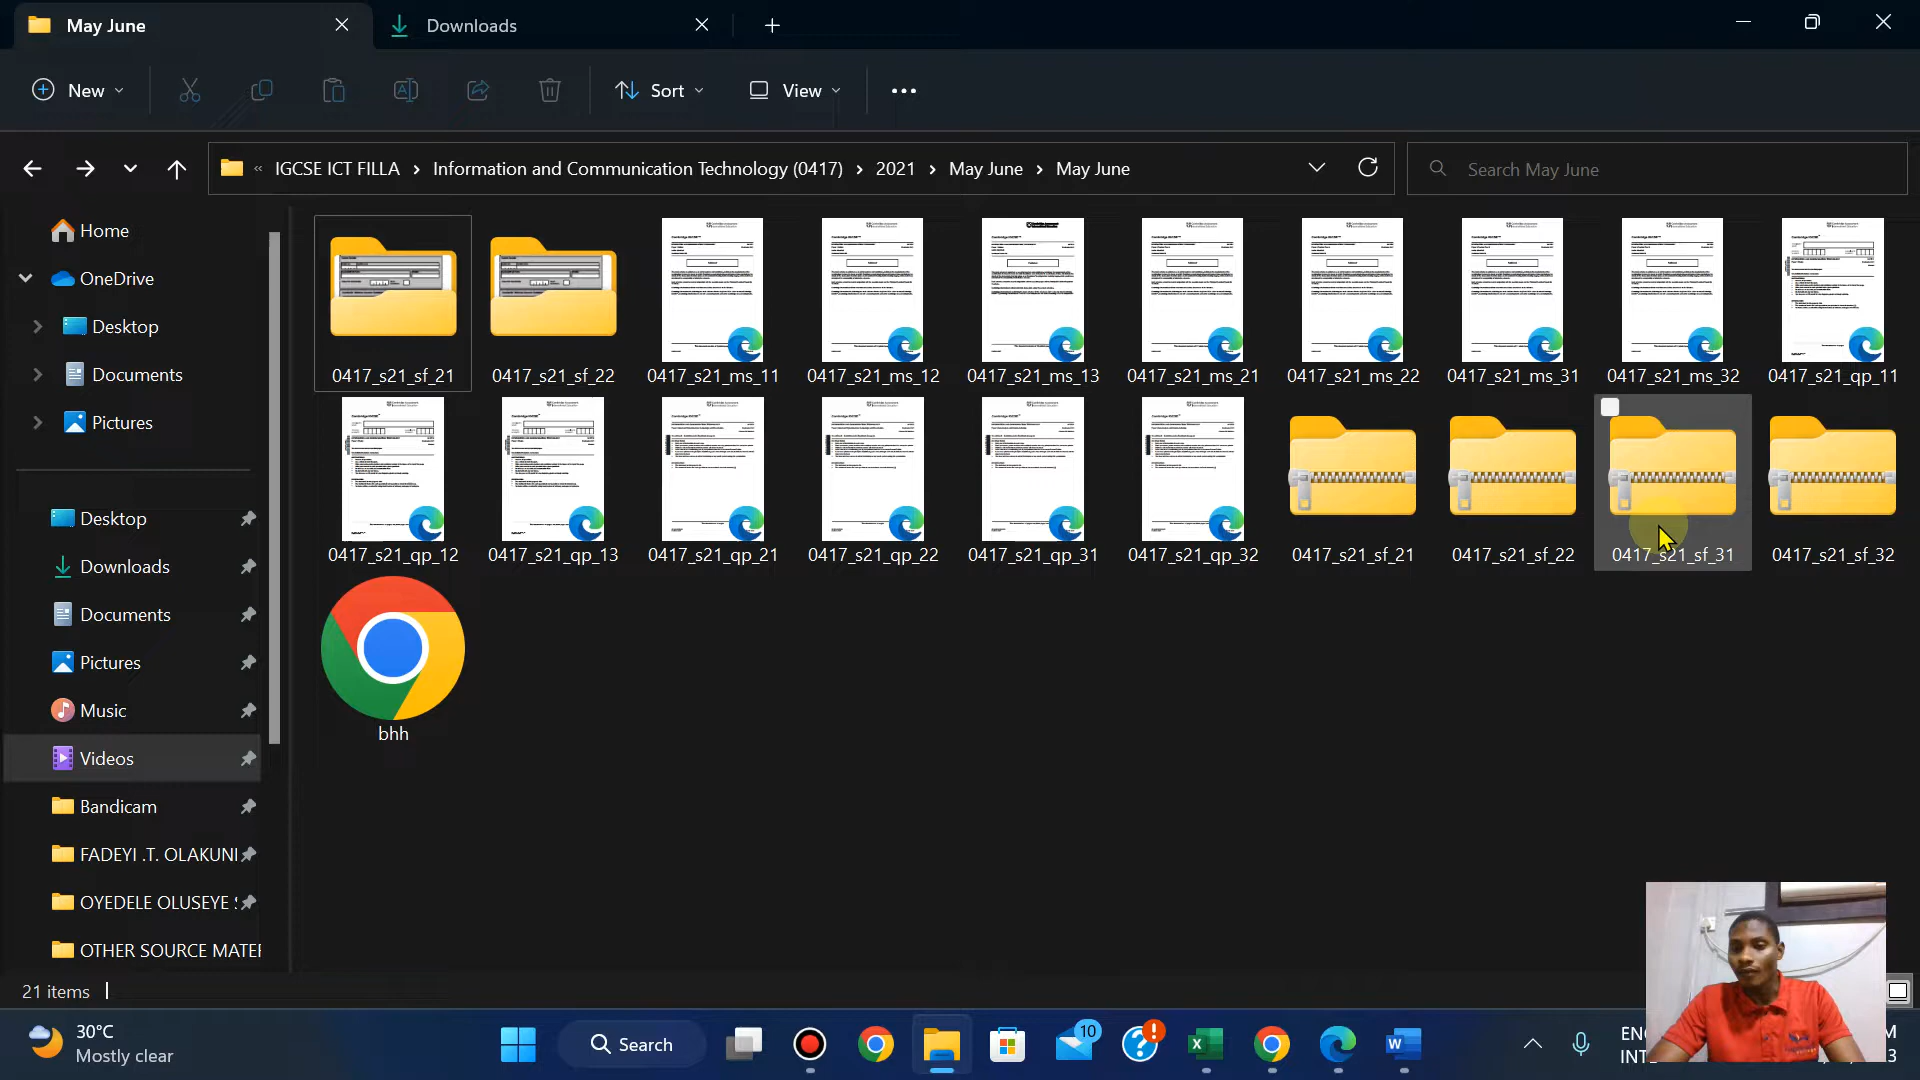 May June
Downloads
New
Sort
View
« IGCSE ICT FILLA › Information and Communication Technology (0417) › 2021 › May June › May June
Search May June
Home
OneDrive
Desktop
Documents
Pictures
Desktop
Downloads
Documents
Pictures
Music
Videos
Bandicam
FADEYI .T. OLAKUNI
OYEDELE OLUSEYE
OTHER SOURCE MATE
0417_s21_sf_21
0417_s21_sf_22
0417_s21_ms_11
0417_s21_ms_12
0417_s21_ms_13
0417_s21_ms_21
0417_s21_ms_22
0417_s21_ms_31
0417_s21_ms_32
0417_s21_qp_11
0417_s21_qp_12
0417_s21_qp_13
0417_s21_qp_21
0417_s21_qp_22
0417_s21_qp_31
0417_s21_qp_32
0417_s21_sf_21
0417_s21_sf_22
0417_s21_sf_31
0417_s21_sf_32
bhh
21 items
30°C
Mostly clear
Search
10